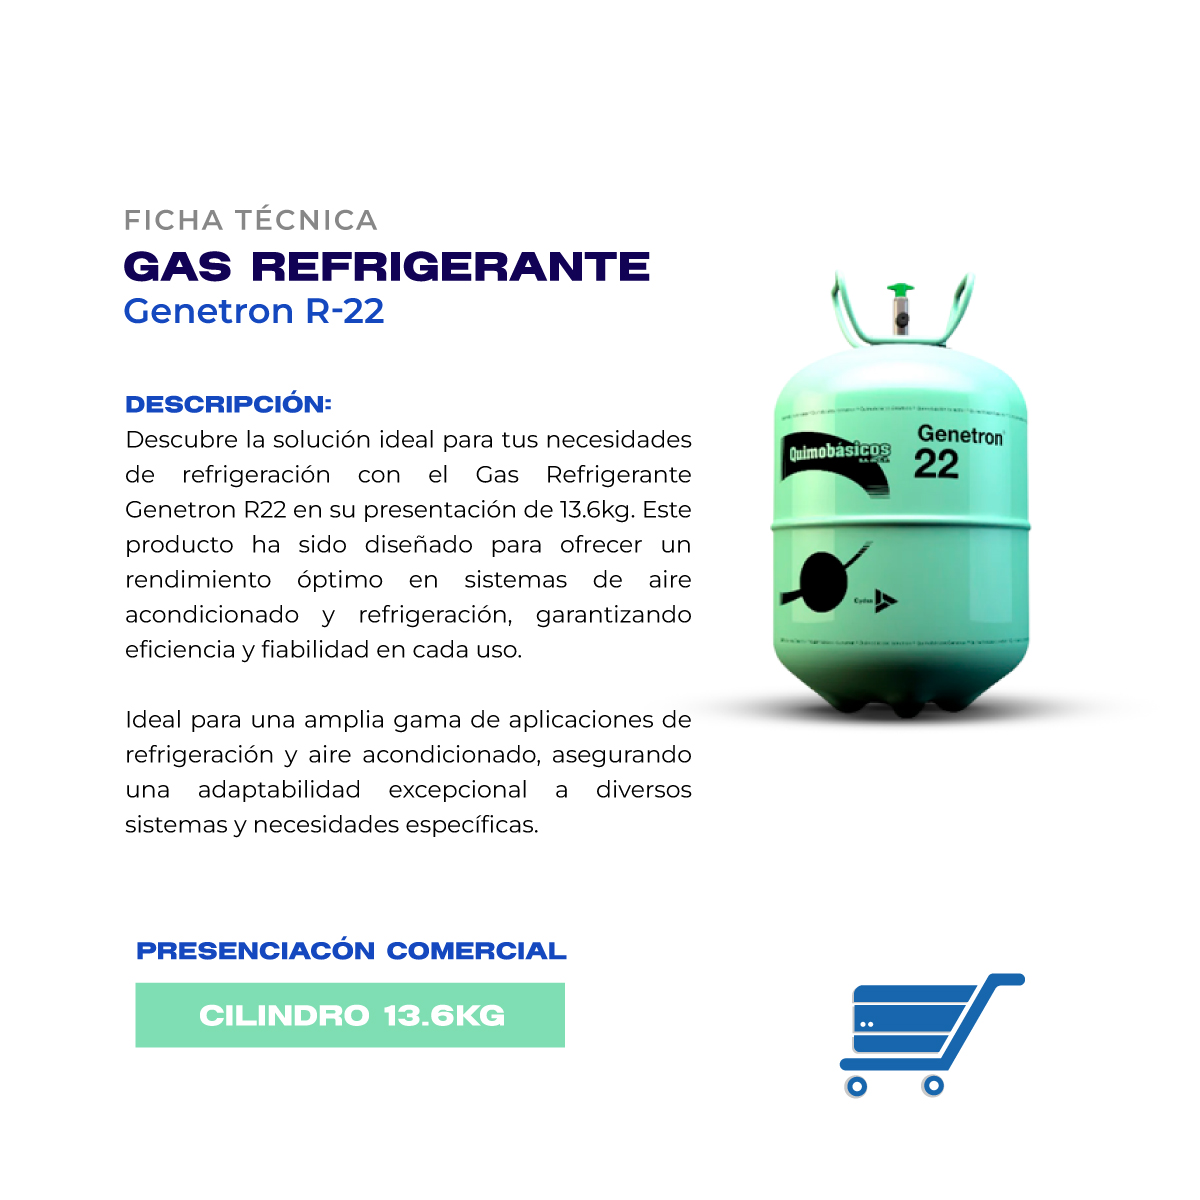 FICHA TÉCNICA
GAS REFRIGERANTE
Genetron R-22
DESCRIPCIÓN:
Descubre la solución ideal para tus necesidades
de refrigeración con el Gas Refrigerante
Genetron R22 en su presentación de 13.6kg. Este
producto ha sido diseñado para ofrecer un
rendimiento óptimo en sistemas de aire
acondicionado y refrigeración, garantizando
eficiencia y fiabilidad en cada uso.
Ideal para una amplia gama de aplicaciones de
refrigeración y aire acondicionado, asegurando
una adaptabilidad excepcional a diversos
sistemas y necesidades específicas.
PRESENCIACÓN COMERCIAL
CILINDRO 13.6KG
Quimobásicos
Genetron
22
Cydsa